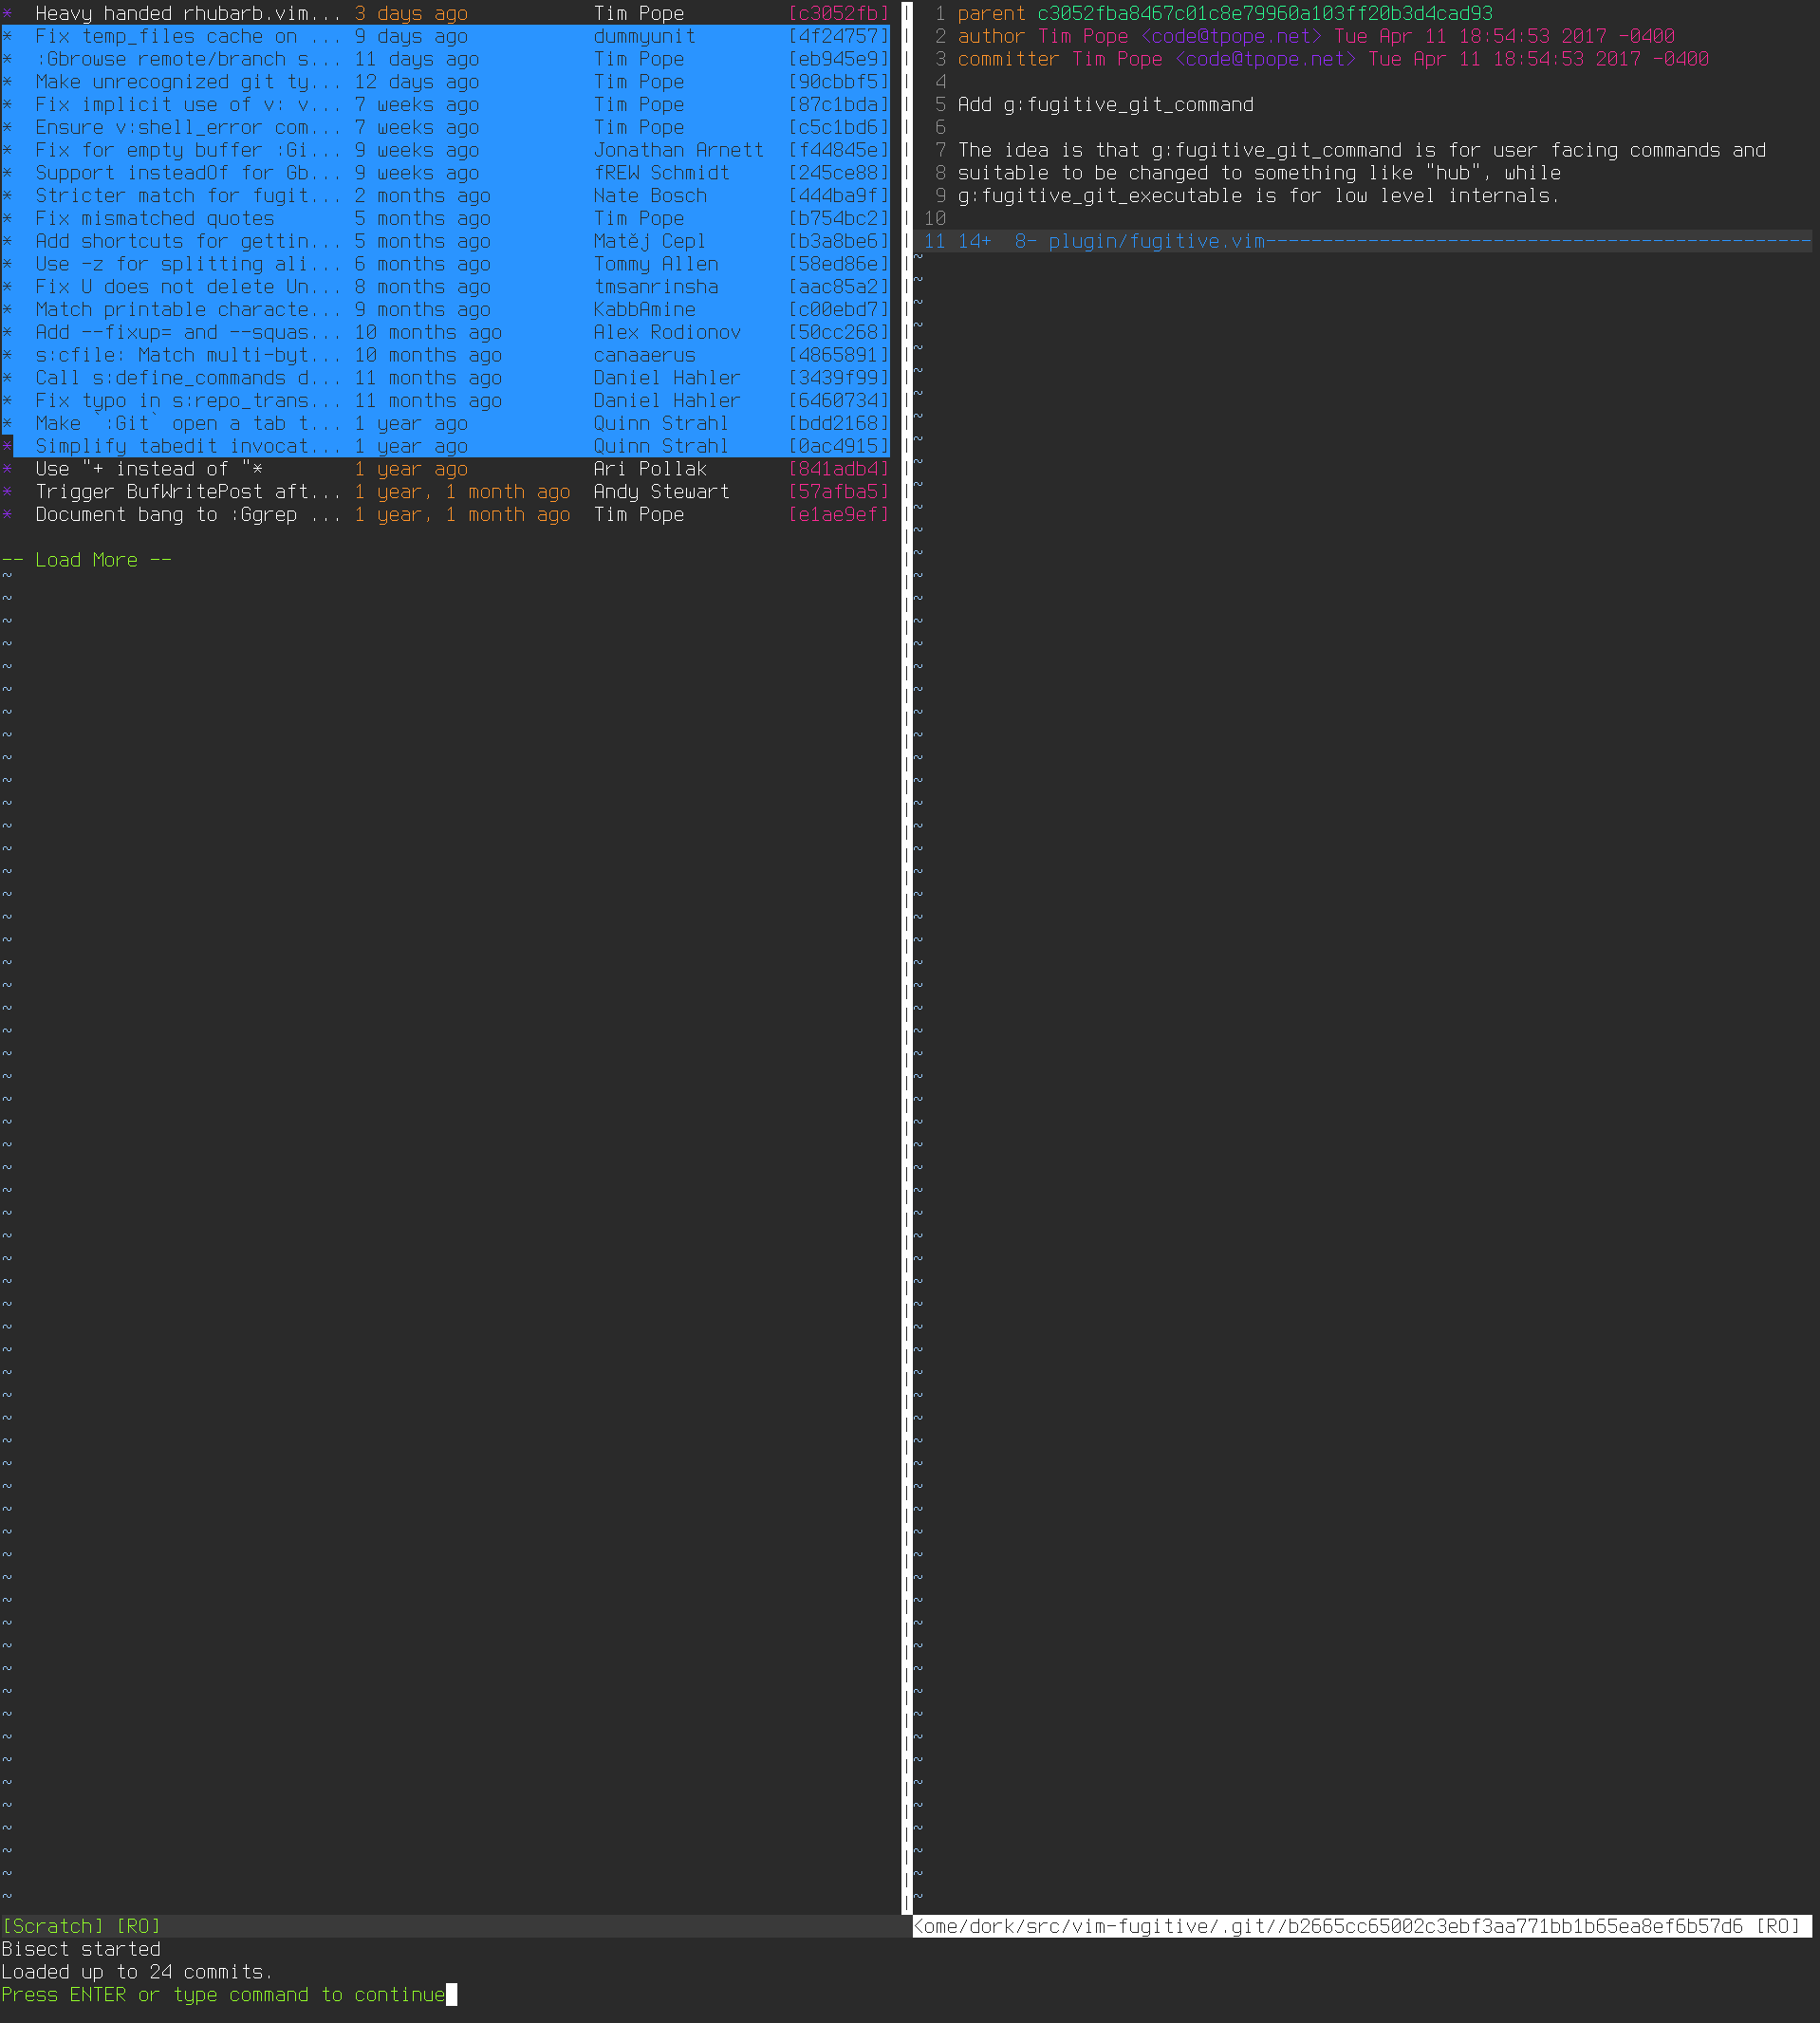 * Heavy handed rhubarb.vim... 3 days ago Tim Pope [c3052fb]
* Fix temp_files cache on ... 9 days ago dummyunit [4f24757]
* :Gbrowse remote/branch s... 11 days ago Tim Pope [eb945e9]
* Make unrecognized git ty... 12 days ago Tim Pope [90cbbf5]
* Fix implicit use of v: v... 7 weeks ago Tim Pope [87c1bda]
* Ensure v:shell_error com... 7 weeks ago Tim Pope [c5c1bd6]
* Fix for empty buffer :Gi... 9 weeks ago Jonathan Arnett [f44845e]
* Support insteadOf for Gb... 9 weeks ago fREW Schmidt [245ce88]
* Stricter match for fugit... 2 months ago Nate Bosch [444ba9f]
* Fix mismatched quotes 5 months ago Tim Pope [b754bc2]
* Add shortcuts for gettin... 5 months ago Matěj Cepl [b3a8be6]
* Use -z for splitting ali... 6 months ago Tommy Allen [58ed86e]
* Fix U does not delete Un... 8 months ago tmsanrinsha [aac85a2]
* Match printable characte... 9 months ago KabbAmine [c00ebd7]
* Add --fixup= and --squas... 10 months ago Alex Rodionov [50cc268]
* s:cfile: Match multi-byt... 10 months ago canaaerus [4865891]
* Call s:define_commands d... 11 months ago Daniel Hahler [3439f99]
* Fix typo in s:repo_trans... 11 months ago Daniel Hahler [6460734]
* Make `:Git` open a tab t... 1 year ago Quinn Strahl [bdd2168]
* Simplify tabedit invocat... 1 year ago Quinn Strahl [0ac4915]
* Use "+ instead of "* 1 year ago Ari Pollak [841adb4]
* Trigger BufWritePost aft... 1 year, 1 month ago Andy Stewart [57afba5]
* Document bang to :Ggrep ... 1 year, 1 month ago Tim Pope [e1ae9ef]
-- Load More --
1 parent c3052fba8467c01c8e79960a103ff20b3d4cad93
2 author Tim Pope <code@tpope.net> Tue Apr 11 18:54:53 2017 -0400
3 committer Tim Pope <code@tpope.net> Tue Apr 11 18:54:53 2017 -0400
4
5 Add g:fugitive_git_command
6
7 The idea is that g:fugitive_git_command is for user facing commands and
8 suitable to be changed to something like "hub", while
9 g:fugitive_git_executable is for low level internals.
10
11 14+ 8- plugin/fugitive.vim------------------------------------------------
[Scratch] [RO]
<ome/dork/src/vim-fugitive/.git//b2665cc65002c3ebf3aa771bb1b65ea8ef6b57d6 [RO]
Bisect started
Loaded up to 24 commits.
Press ENTER or type command to continue